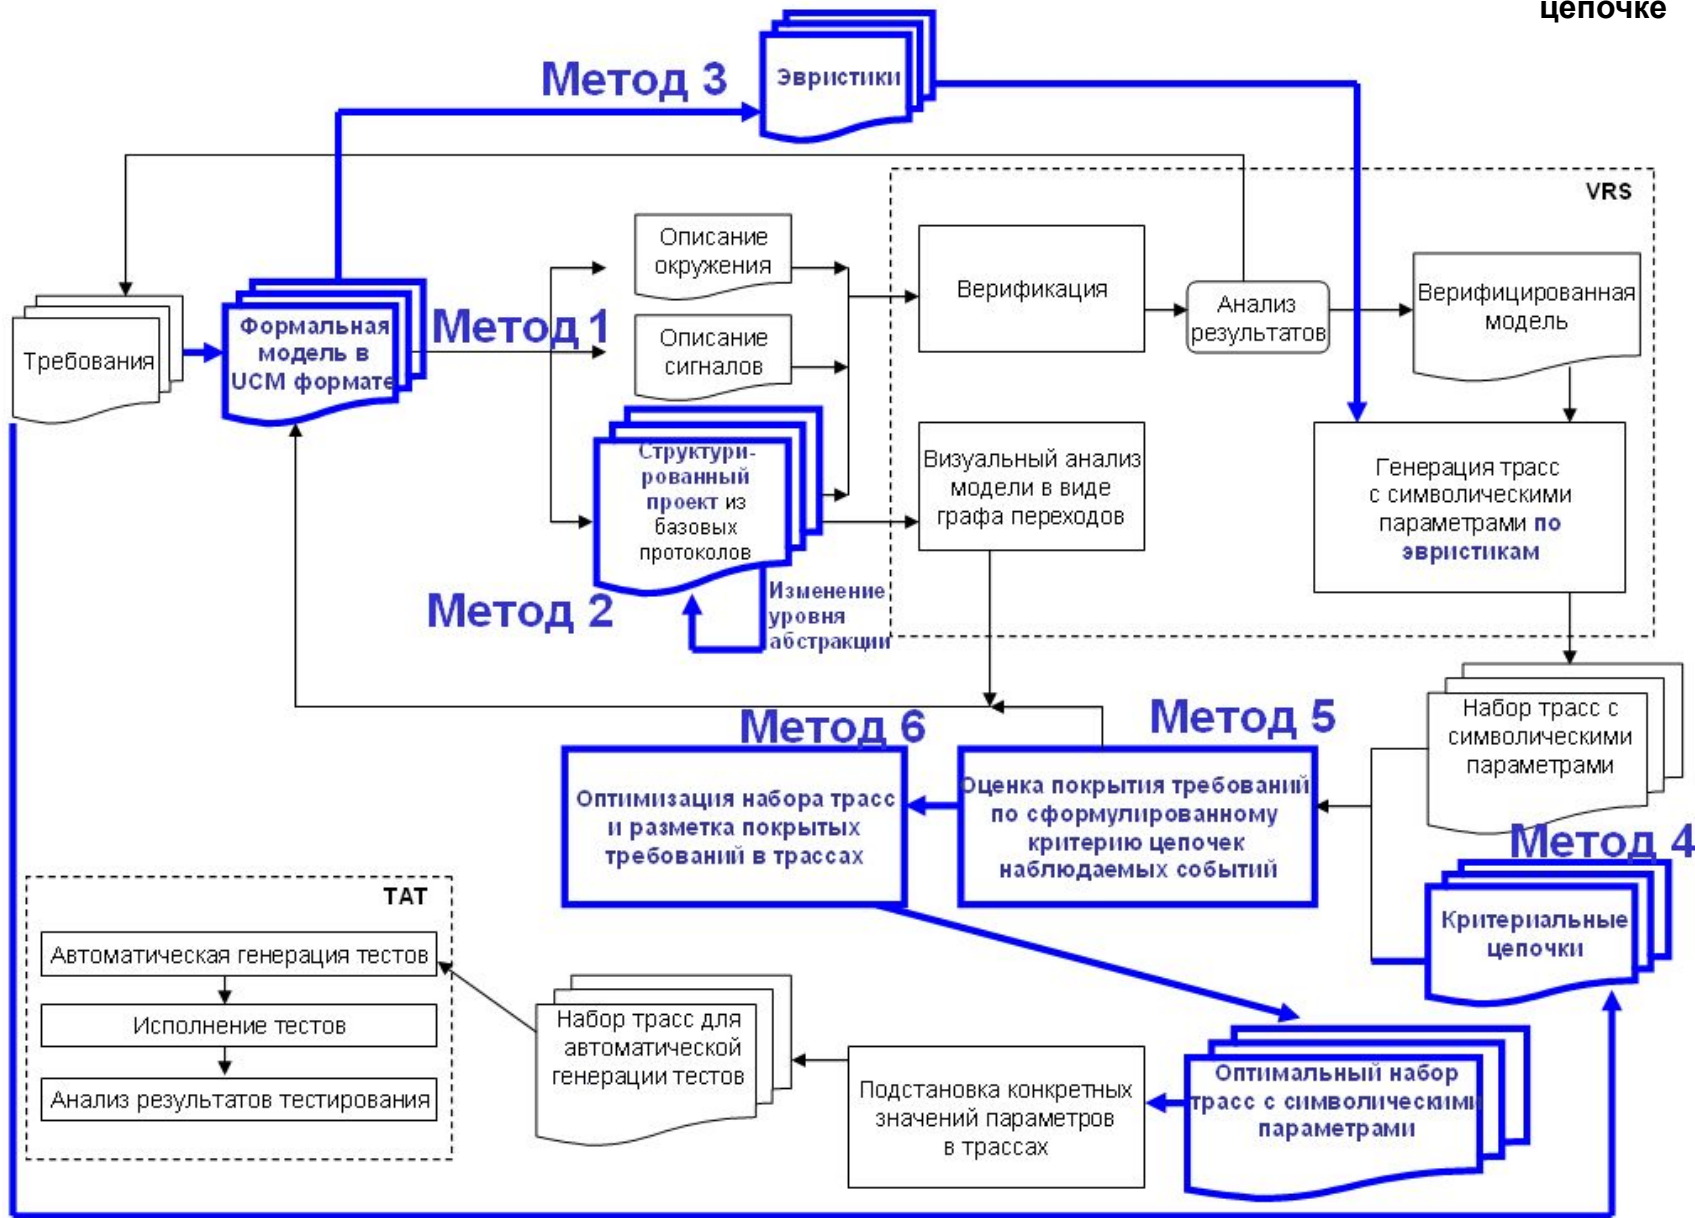 цепочке
Метод 3
Эвристики
VRS
Описание
окружения
Верификация
Анализ
результатов
Верифицированная
модель
Требования
Формальная
модель в
UCM формате
Метод 1
Описание
сигналов
Структури-
рованный
проект из
базовых
протоколов
Визуальный анализ
модели в виде
графа переходов
Генерация трасс
с символическими
параметрами по
эвристикам
Метод 2
Изменение
уровня
абстракции
Метод 6
Метод 5
Набор трасс с
символическими
параметрами
Оптимизация набора трасс
и разметка покрытых
требований в трассах
Оценка покрытия требований
по сформулированному
критерию цепочек
наблюдаемых событий
Метод 4
Критериальные
цепочки
TAT
Автоматическая генерация тестов
Исполнение тестов
Анализ результатов тестирования
Набор трасс для
автоматической
генерации тестов
Подстановка конкретных
значений параметров
в трассах
Оптимальный набор
трасс с символическими
параметрами